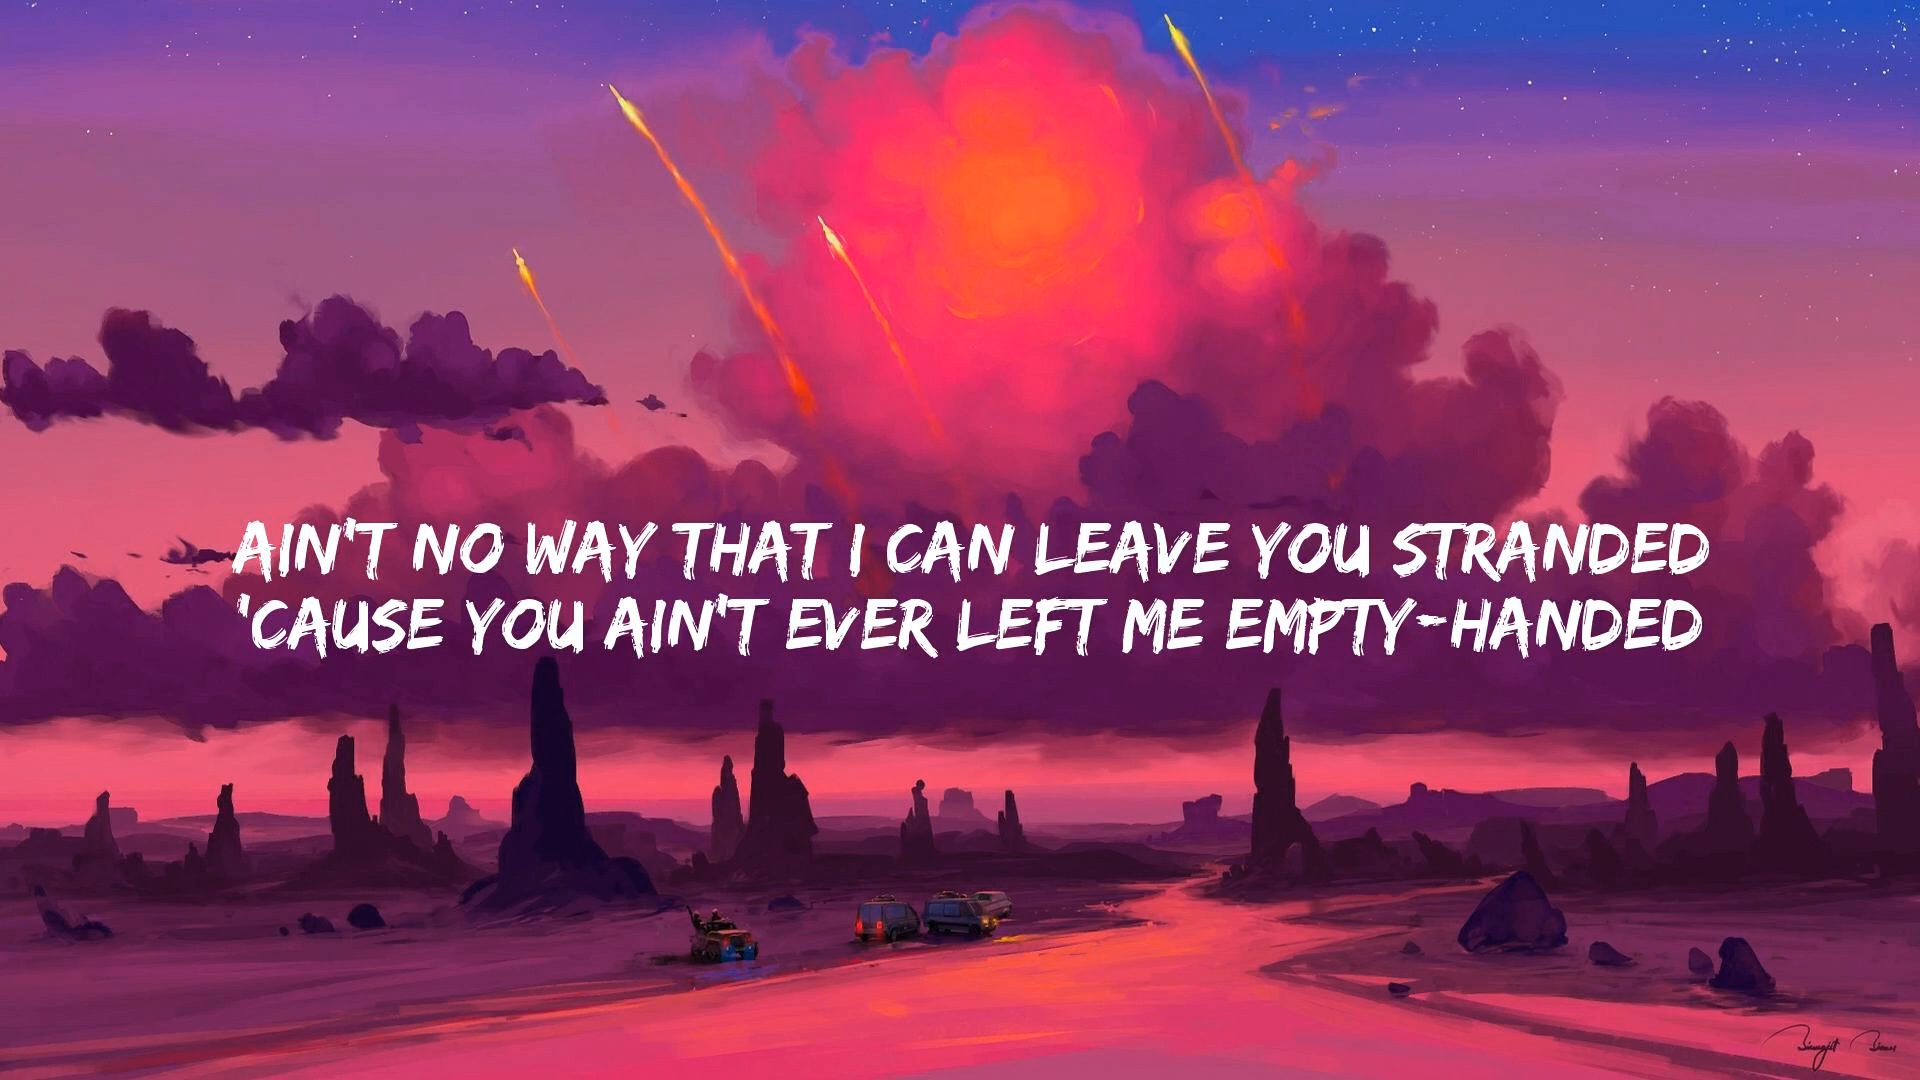 AIN'T NO WAY THAT I CAN LEAVE YOU STRANDED
'CAUSE YOU AIN'T EVER LEFT ME EMPTY-HANDED